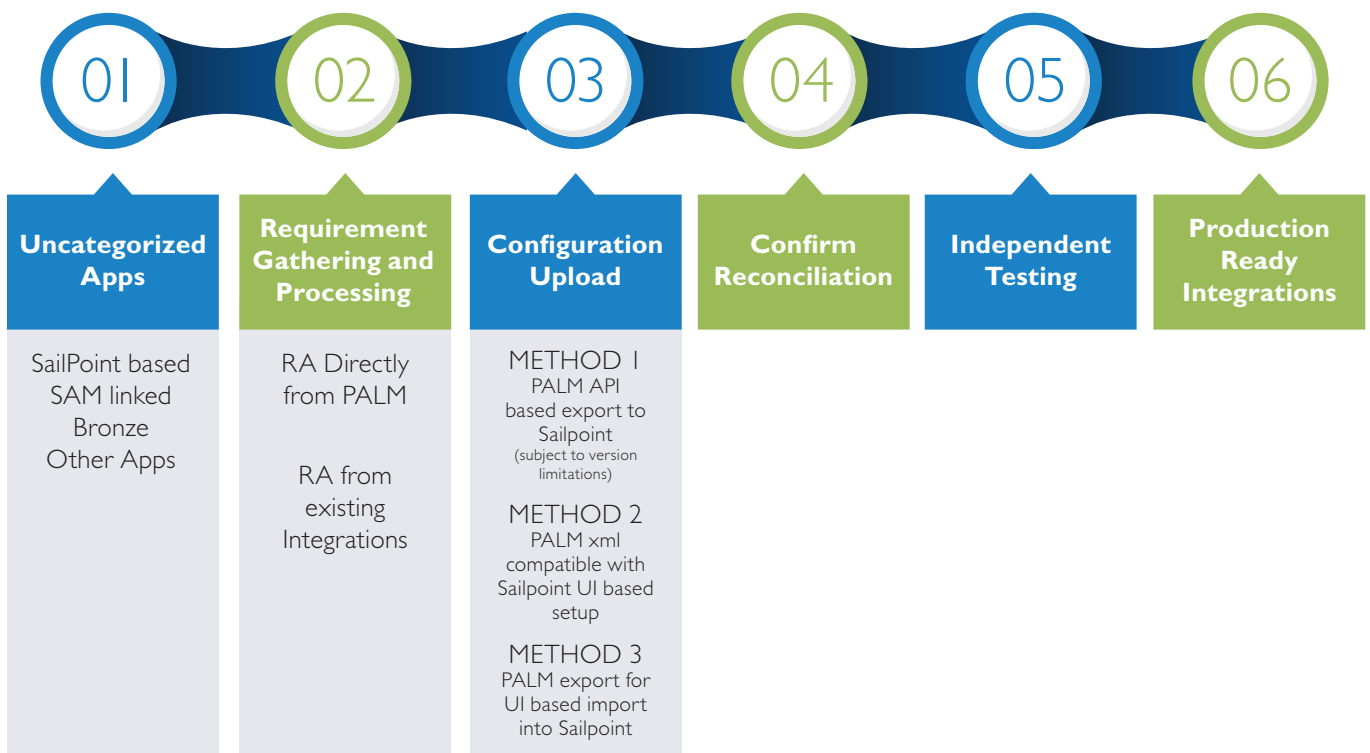 01
02
03
04
05
06
Uncategorized
Apps
SailPoint based
SAM linked
Bronze
Other Apps
Requirement
Gathering and
Processing
RA Directly
from PALM
RA from
existing
Integrations
Configuration
Upload
METHOD 1
PALM API
based export to
Sailpoint
(subject to version
limitations)
METHOD 2
PALM xml
compatible with
Sailpoint UI based
setup
METHOD 3
PALM export for
UI based import
into Sailpoint
Confirm
Reconciliation
Independent
Testing
Production
Ready
Integrations